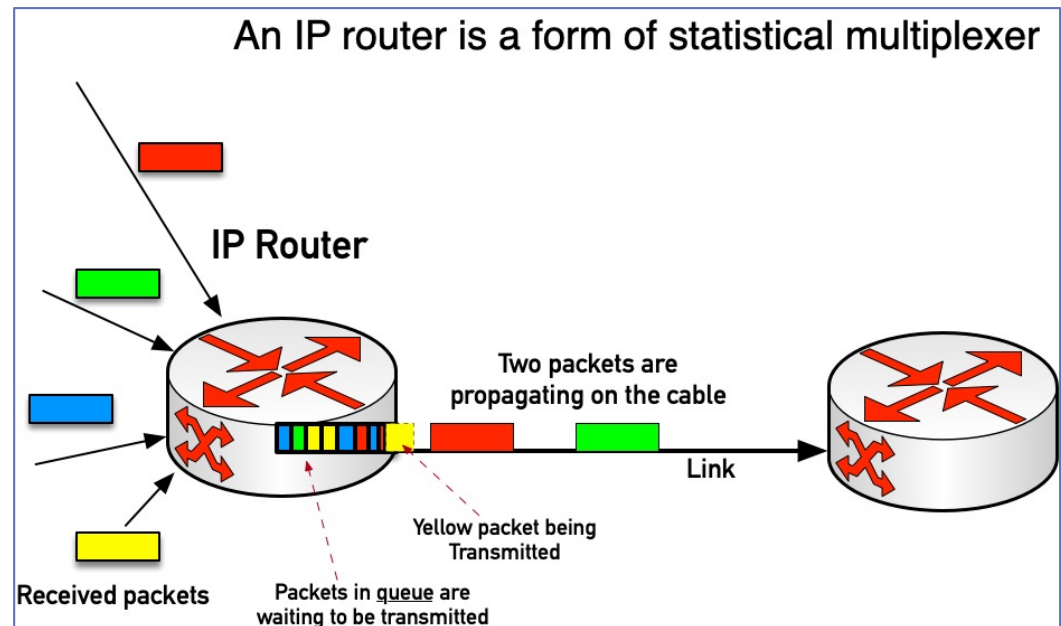 An IP router is a form of statistical multiplexer
IP Router
Two packets are
propagating on the cable
Link
Yellow packet being
Transmitted
Received packets
Packets in queue are
waiting to be transmitted